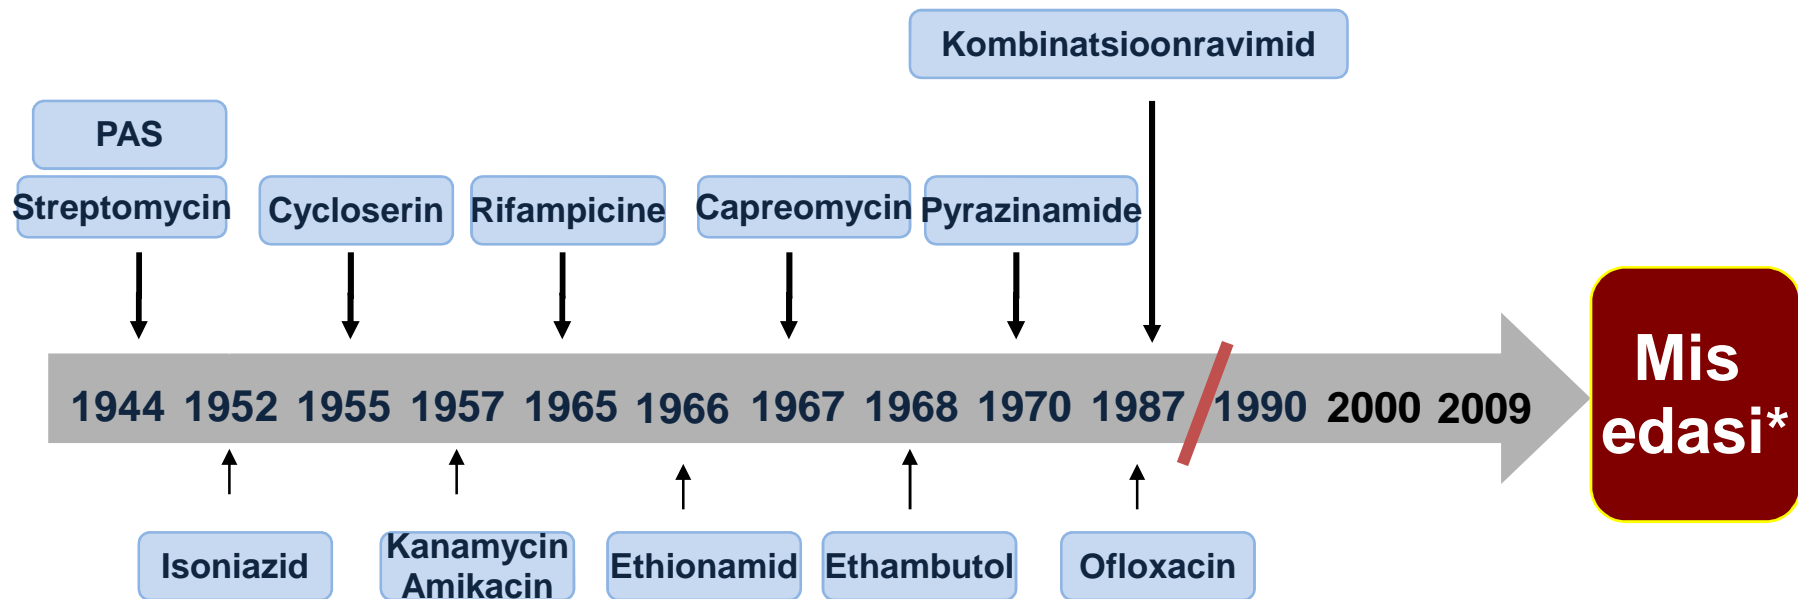 Kombinatsioonravimid
PAS
Streptomycin
Cycloserin
Rifampicine
Capreomycin
Pyrazinamide
1944 1952 1955 1957 1965 1966 1967 1968 1970 1987 1990 2000 2009
Mis
edasi*
Isoniazid
Kanamycin
Amikacin
Ethionamid
Ethambutol
Ofloxacin